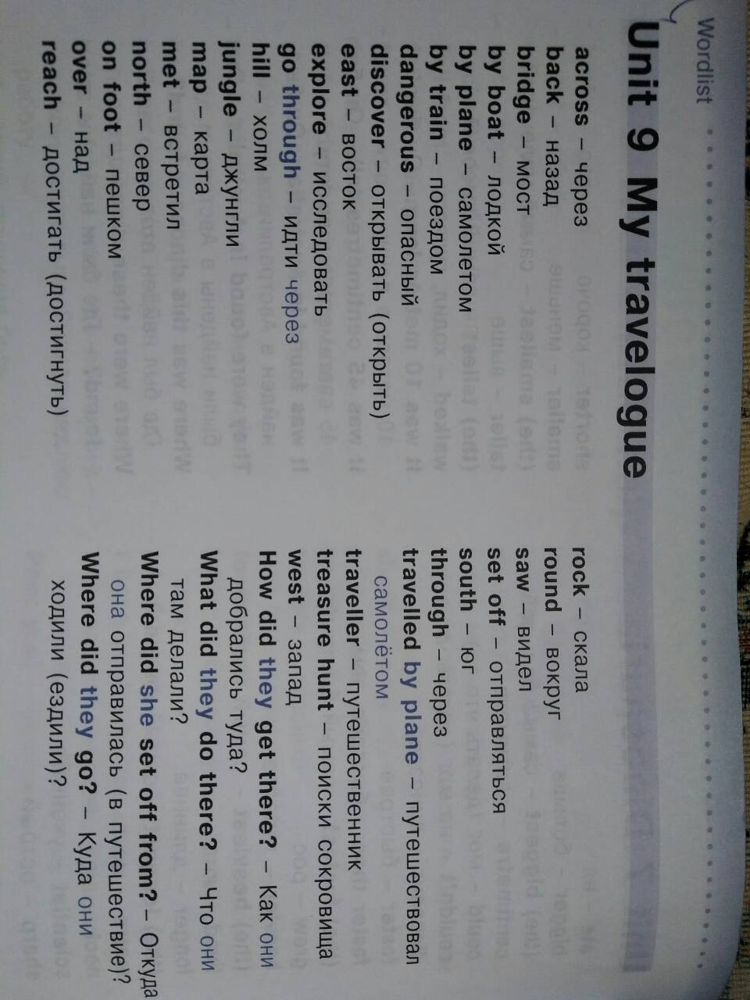 Wordlist
Unit 9 My travelogue
across – через
back – назад
bridge – мост
by boat – лодкой
by plane – самолетом
by train – поездом
dangerous – опасный
discover – открывать (открыть)
east – восток
explore – исследовать
go through – идти через
hill – холм
jungle – джунгли
map – карта
met – встретил
north – север
on foot – пешком
over – над
reach – достигать (достигнуть)
rock – скала
round – вокруг
saw – видел
set off – отправляться
south – юг
through – через
travelled by plane – путешествовал
самолётом
traveller – путешественник
treasure hunt – поиски сокровища
west – запад
How did they get there? – Как они
добрались туда?
What did they do there? – Что они
там делали?
Where did she set off from? – Откуда
она отправилась (в путешествие)?
Where did they go? – Куда они
ходили (ездили)?